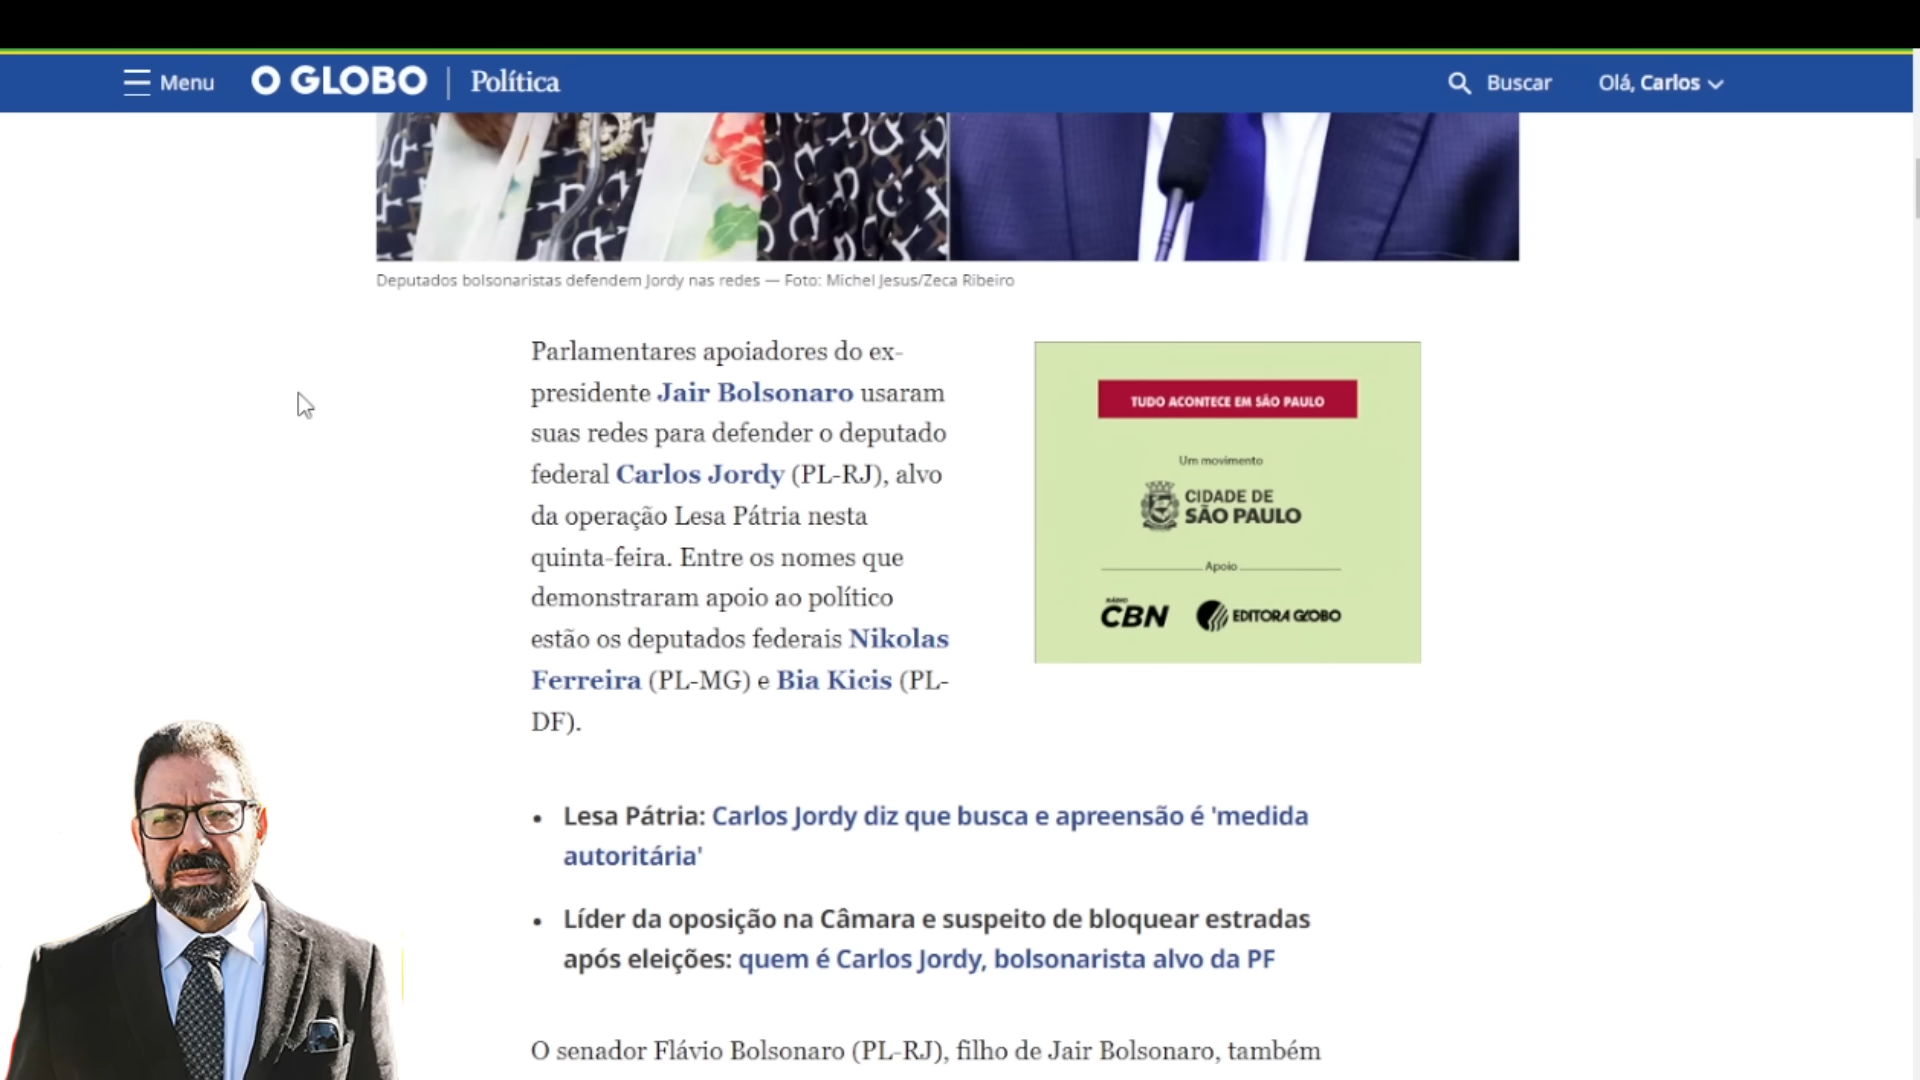 Menu
O GLOBO | Política
Buscar
Olá, Carlos
Deputados bolsonaristas defendem Jordy nas redes — Foto: Michel Jesus/Zeca Ribeiro
Parlamentares apoiadores do ex-
presidente Jair Bolsonaro usaram
suas redes para defender o deputado
federal Carlos Jordy (PL-RJ), alvo
da operação Lesa Pátria nesta
quinta-feira. Entre os nomes que
demonstraram apoio ao político
estão os deputados federais Nikolas
Ferreira (PL-MG) e Bia Kicis (PL-
DF).
TUDO ACONTECE EM SÃO PAULO
Um movimento
CIDADE DE
SÃO PAULO
Apoio
RÁDIO
CBN
EDITORA GLOBO
• Lesa Pátria: Carlos Jordy diz que busca e apreensão é 'medida
autoritária'
• Líder da oposição na Câmara e suspeito de bloquear estradas
após eleições: quem é Carlos Jordy, bolsonarista alvo da PF
O senador Flávio Bolsonaro (PL-RJ), filho de Jair Bolsonaro, também